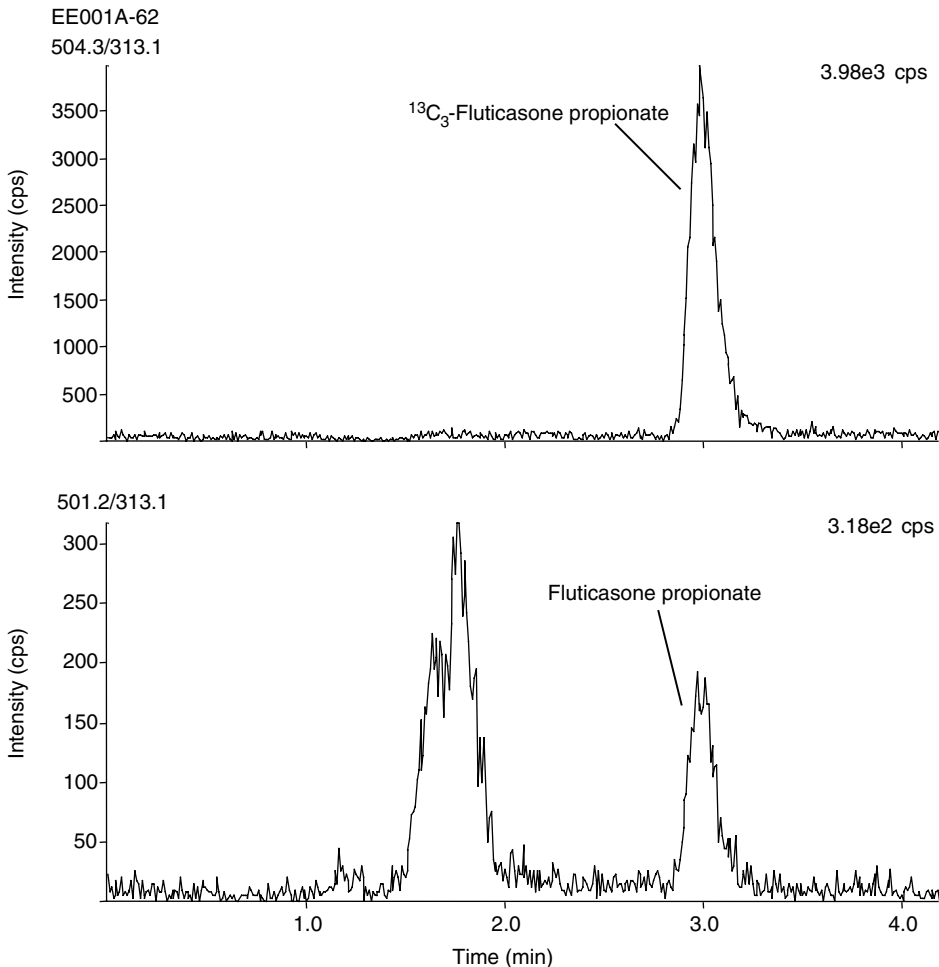 EE001A-62
504.3/313.1
3.98e3 cps
¹³C₃-Fluticasone propionate
3500
3000
2500
2000
1500
1000
500
Intensity (cps)
501.2/313.1
3.18e2 cps
Fluticasone propionate
300
250
200
150
100
50
Intensity (cps)
1.0 2.0 3.0 4.0
Time (min)